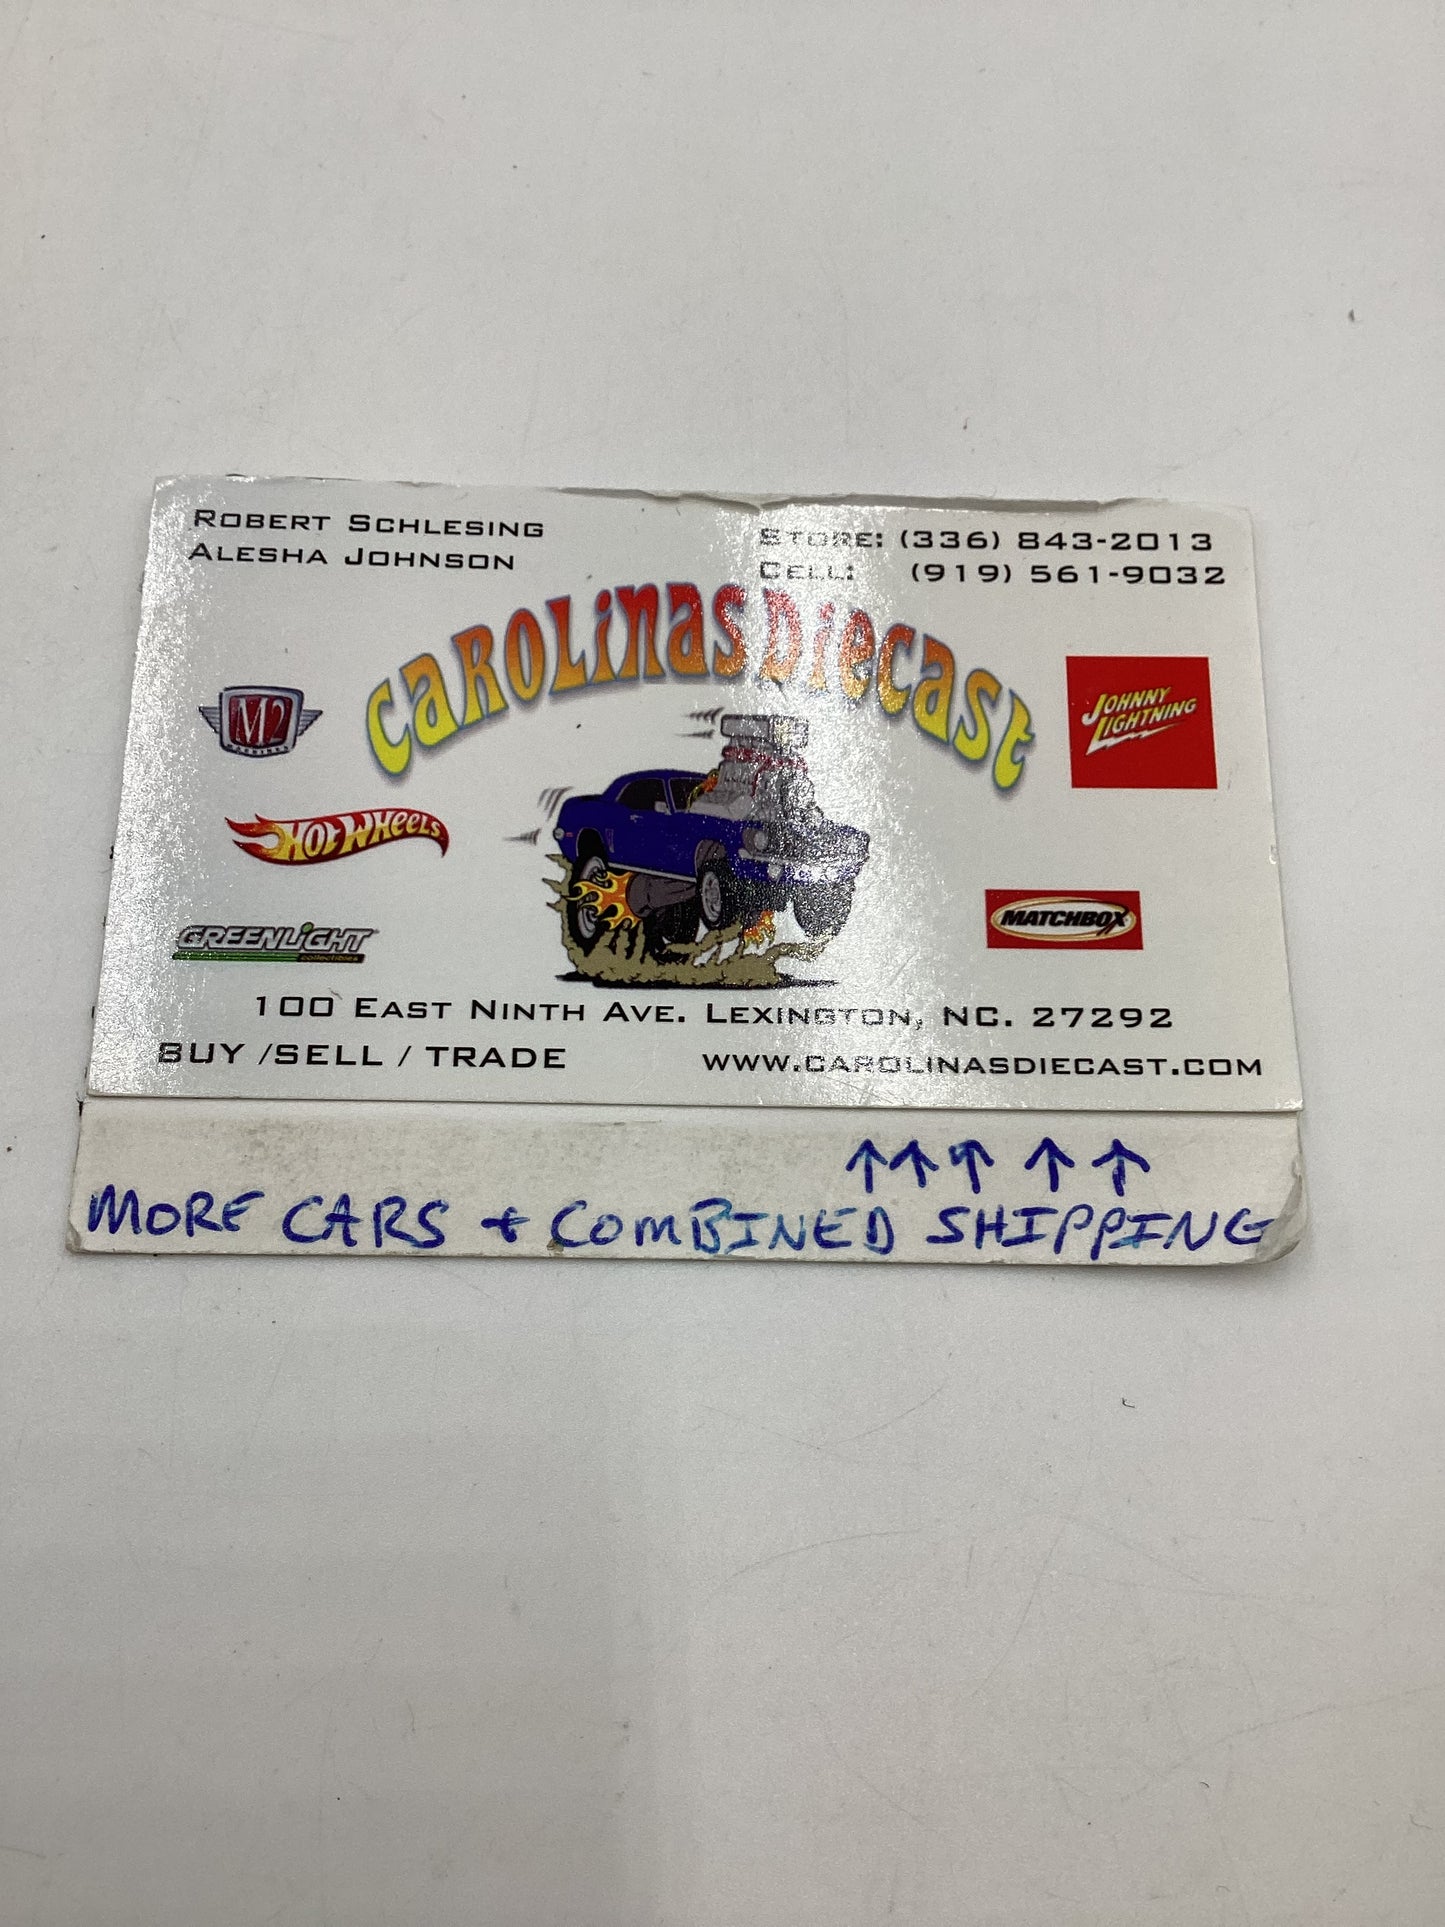 ROBERT SCHLESING
ALESHA JOHNSON
STORE: (336) 843-2013
CELL: (919) 561-9032
CAROLINAS DIECAST
M2
MACHINES
JOHNNY
LIGHTNING
HOT WHEELS
MATCHBOX
GREENLIGHT
collectibles
100 EAST NINTH AVE. LEXINGTON, NC. 27292
BUY /SELL / TRADE
WWW.CAROLINASDIECAST.COM
↑↑↑↑↑
MORE CARS + COMBINED SHIPPING